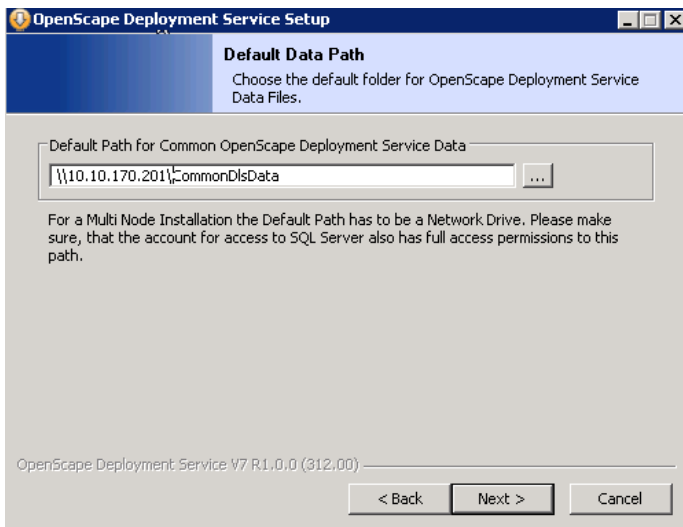 OpenScape Deployment Service Setup
Default Data Path
Choose the default folder for OpenScape Deployment Service
Data Files.
Default Path for Common OpenScape Deployment Service Data
\\10.10.170.201\CommonDlsData
...
For a Multi Node Installation the Default Path has to be a Network Drive. Please make
sure, that the account for access to SQL Server also has full access permissions to this
path.
OpenScape Deployment Service V7 R1.0.0 (312.00)
< Back Next > Cancel